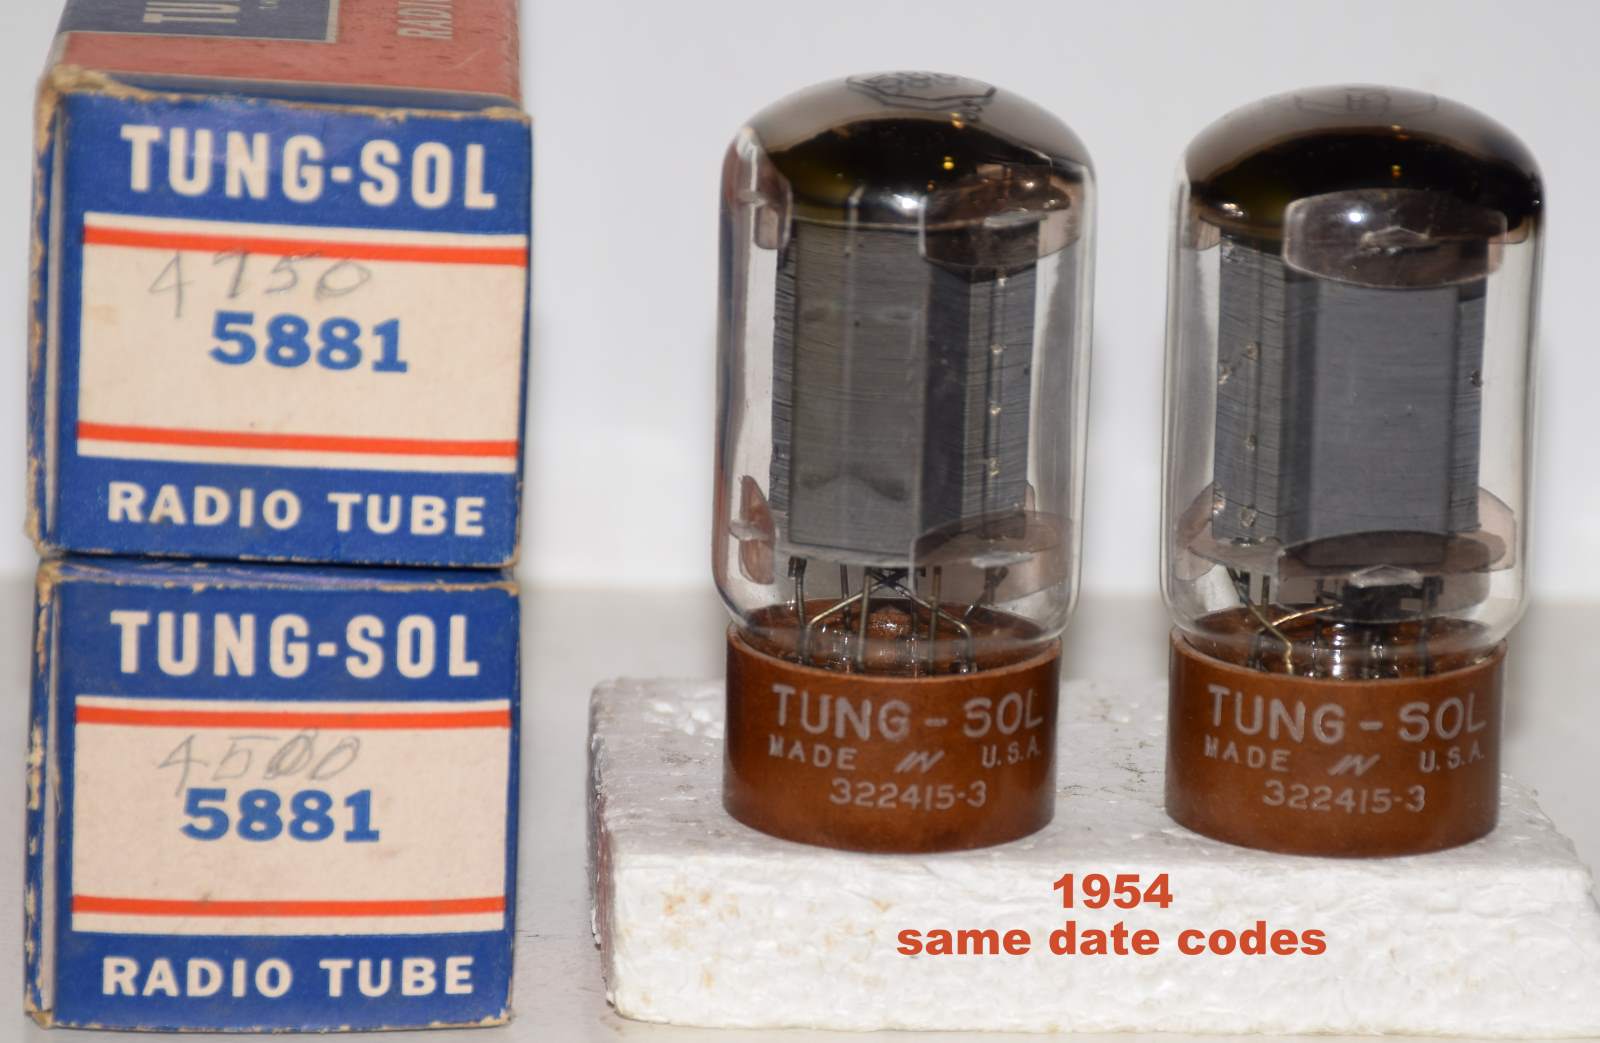 TUNG-SOL
4750
5881
RADIO TUBE
TUNG-SOL
4500
5881
RADIO TUBE
TUNG-SOL
MADE IN U.S.A.
322415-3
TUNG-SOL
MADE IN U.S.A.
322415-3
1954
same date codes